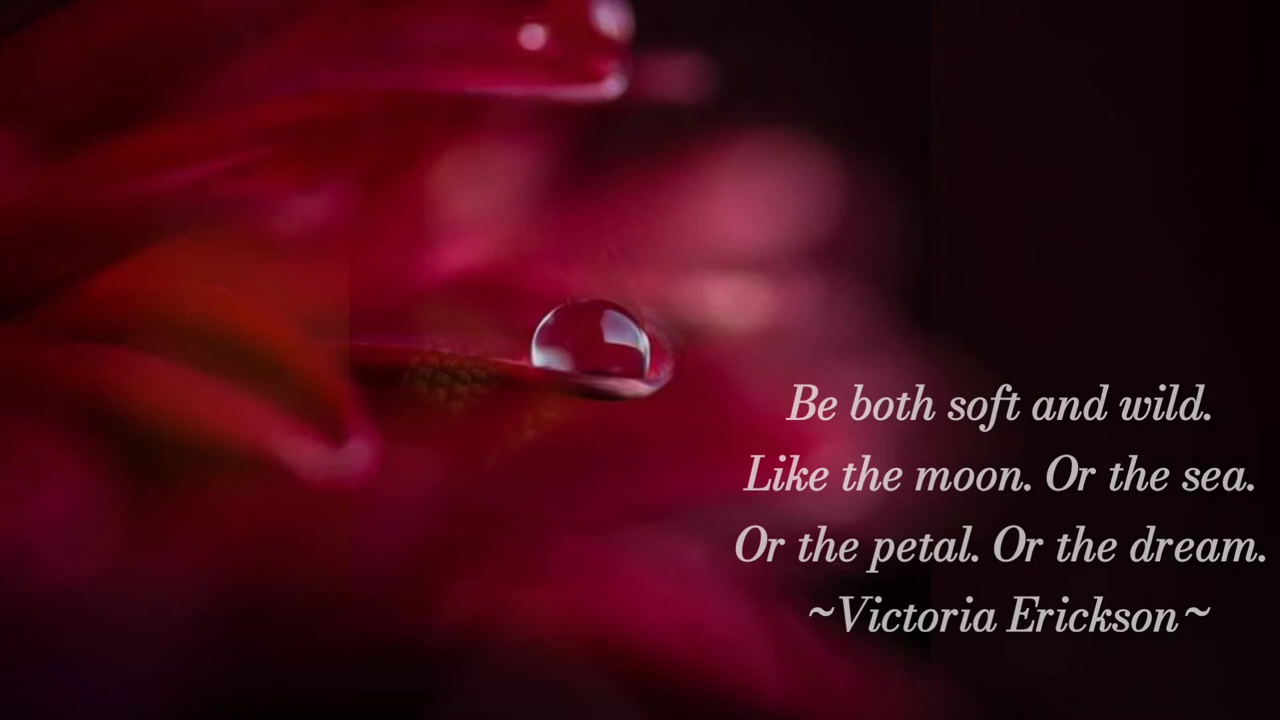 Be both soft and wild.
Like the moon. Or the sea.
Or the petal. Or the dream.
~Victoria Erickson~